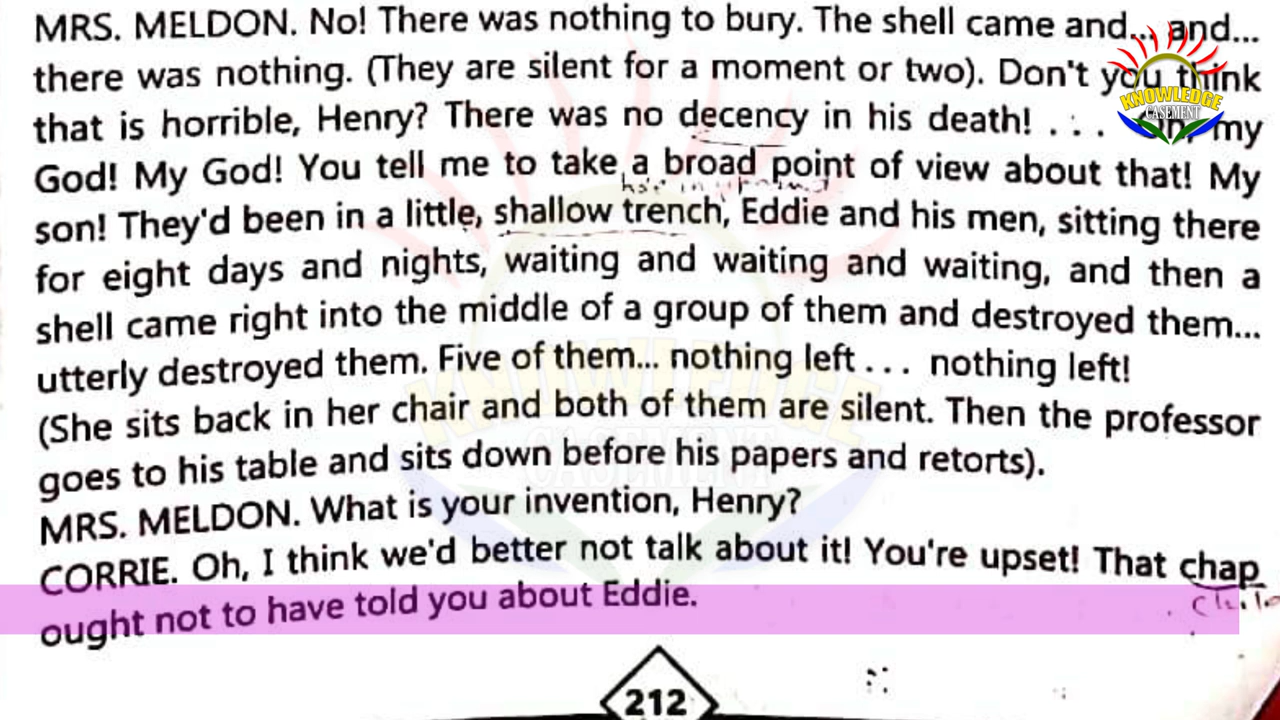 MRS. MELDON. No! There was nothing to bury. The shell came and... and...
there was nothing. (They are silent for a moment or two). Don't you think
that is horrible, Henry? There was no decency in his death! . . . Oh, my
God! My God! You tell me to take a broad point of view about that! My
son! They'd been in a little, shallow trench, Eddie and his men, sitting there
for eight days and nights, waiting and waiting and waiting, and then a
shell came right into the middle of a group of them and destroyed them...
utterly destroyed them. Five of them... nothing left . . . nothing left!
(She sits back in her chair and both of them are silent. Then the professor
goes to his table and sits down before his papers and retorts).
MRS. MELDON. What is your invention, Henry?
CORRIE. Oh, I think we'd better not talk about it! You're upset! That chap
ought not to have told you about Eddie.
212
KNOWLEDGE
CASEMENT
KNOWLEDGE
CASEMENT